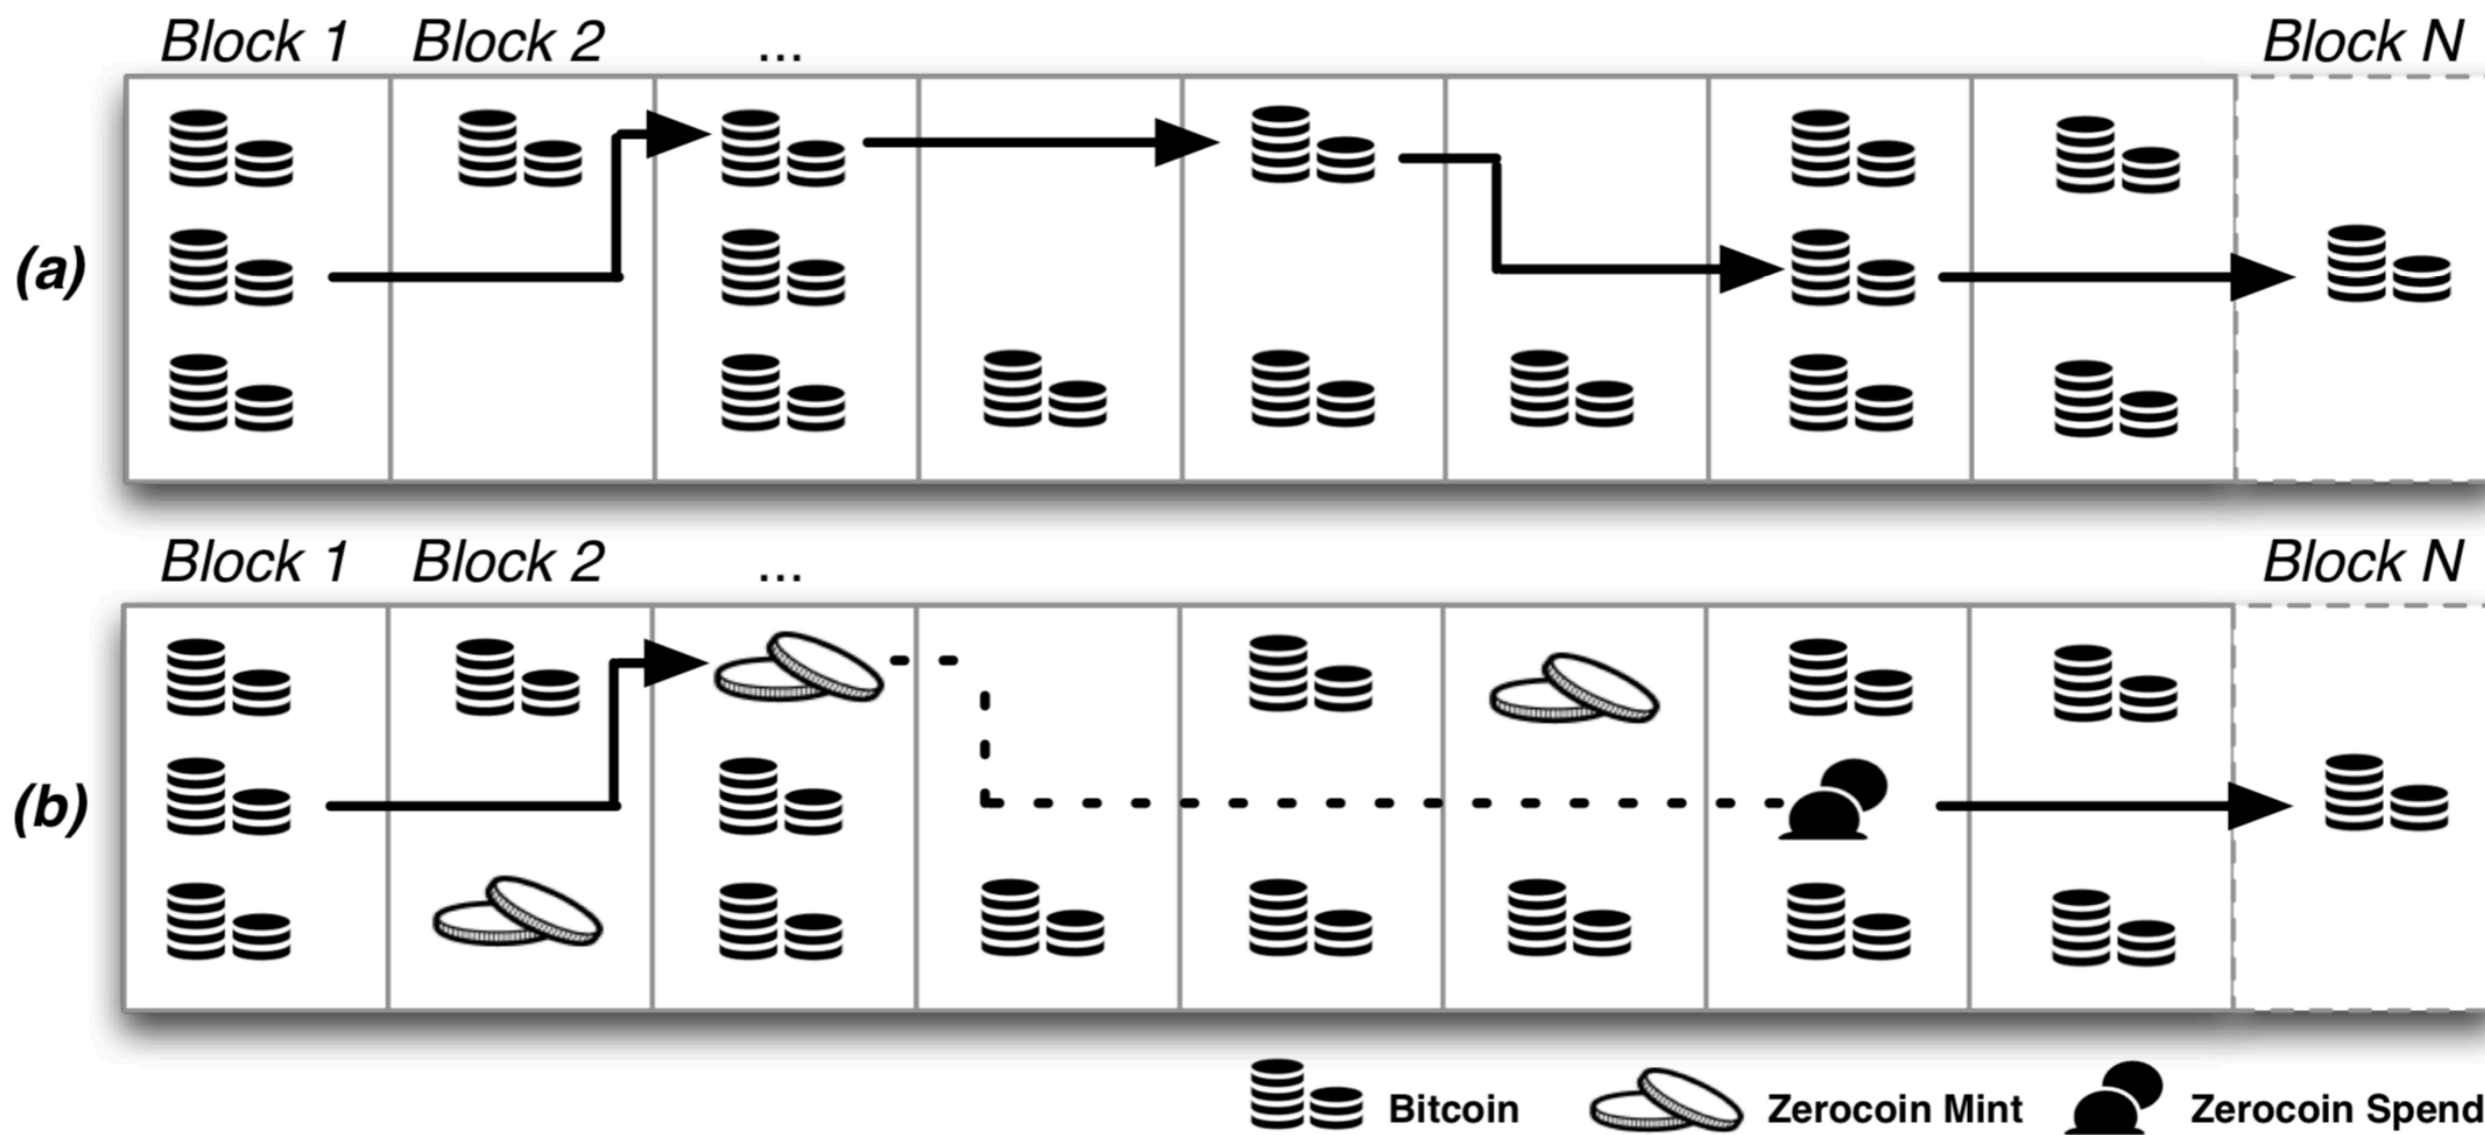 Block 1 Block 2 ... Block N
(a)
Block 1 Block 2 ... Block N
(b)
Bitcoin Zerocoin Mint Zerocoin Spend